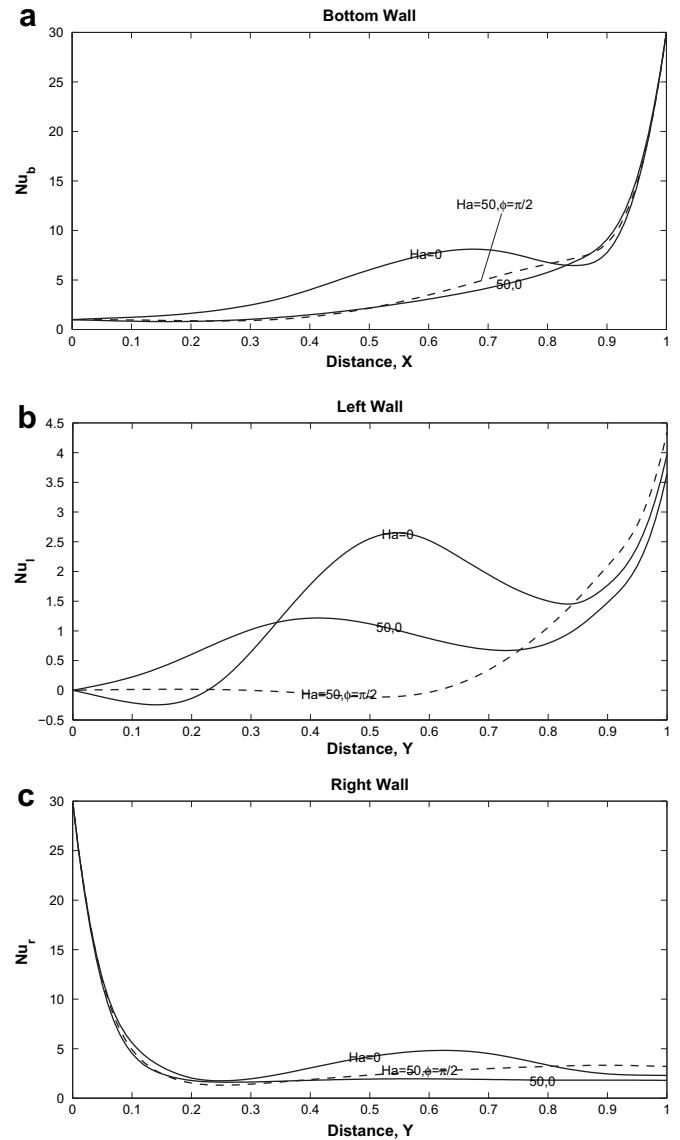 a
Bottom Wall
30
25
20
15
10
5
0
Nu_b
Ha=50,ϕ=π/2
Ha=0
50,0
0 0.1 0.2 0.3 0.4 0.5 0.6 0.7 0.8 0.9 1
Distance, X
b
Left Wall
4.5
4
3.5
3
2.5
2
1.5
1
0.5
0
−0.5
Nu_l
Ha=0
50,0
Ha=50,ϕ=π/2
0 0.1 0.2 0.3 0.4 0.5 0.6 0.7 0.8 0.9 1
Distance, Y
c
Right Wall
30
25
20
15
10
5
0
Nu_r
Ha=0
Ha=50,ϕ=π/2
50,0
0 0.1 0.2 0.3 0.4 0.5 0.6 0.7 0.8 0.9 1
Distance, Y